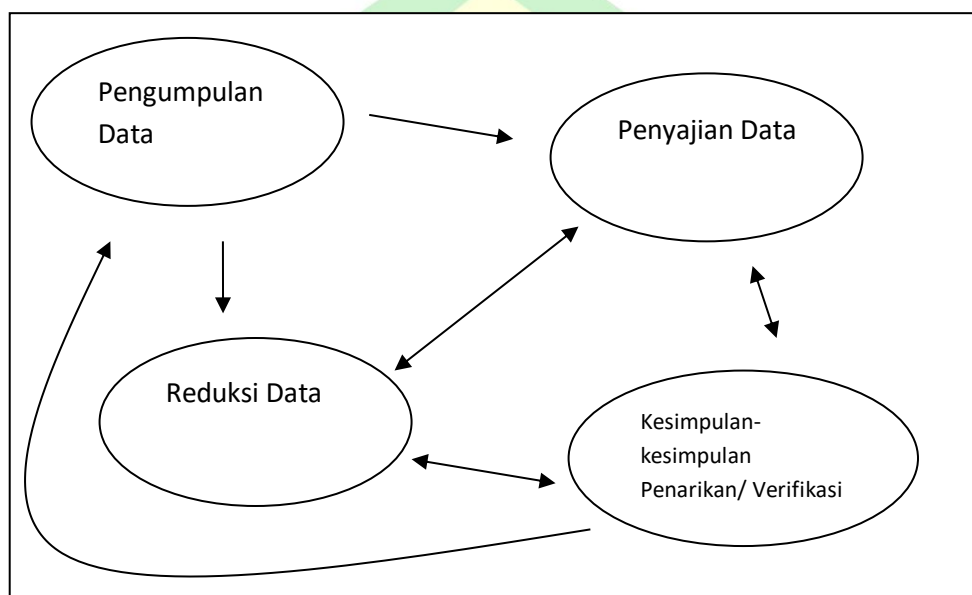 Pengumpulan
Data
Penyajian Data
Reduksi Data
Kesimpulan-
kesimpulan
Penarikan/ Verifikasi